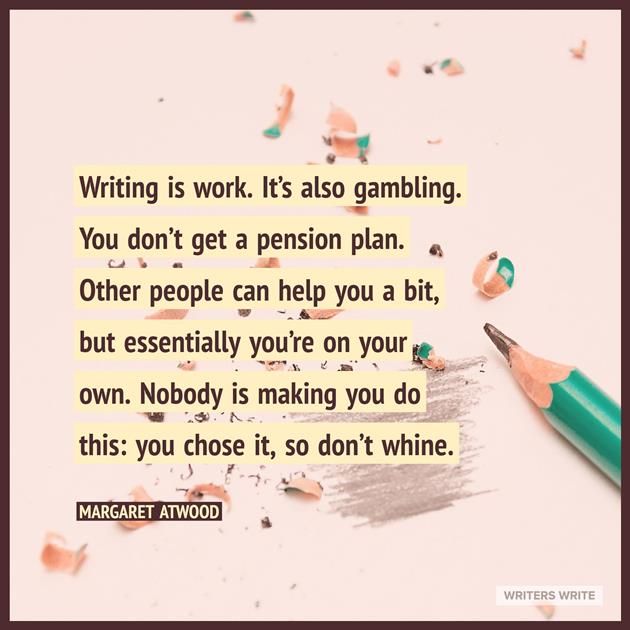 Writing is work. It’s also gambling.
You don’t get a pension plan.
Other people can help you a bit,
but essentially you’re on your
own. Nobody is making you do
this: you chose it, so don’t whine.
MARGARET ATWOOD
WRITERS WRITE